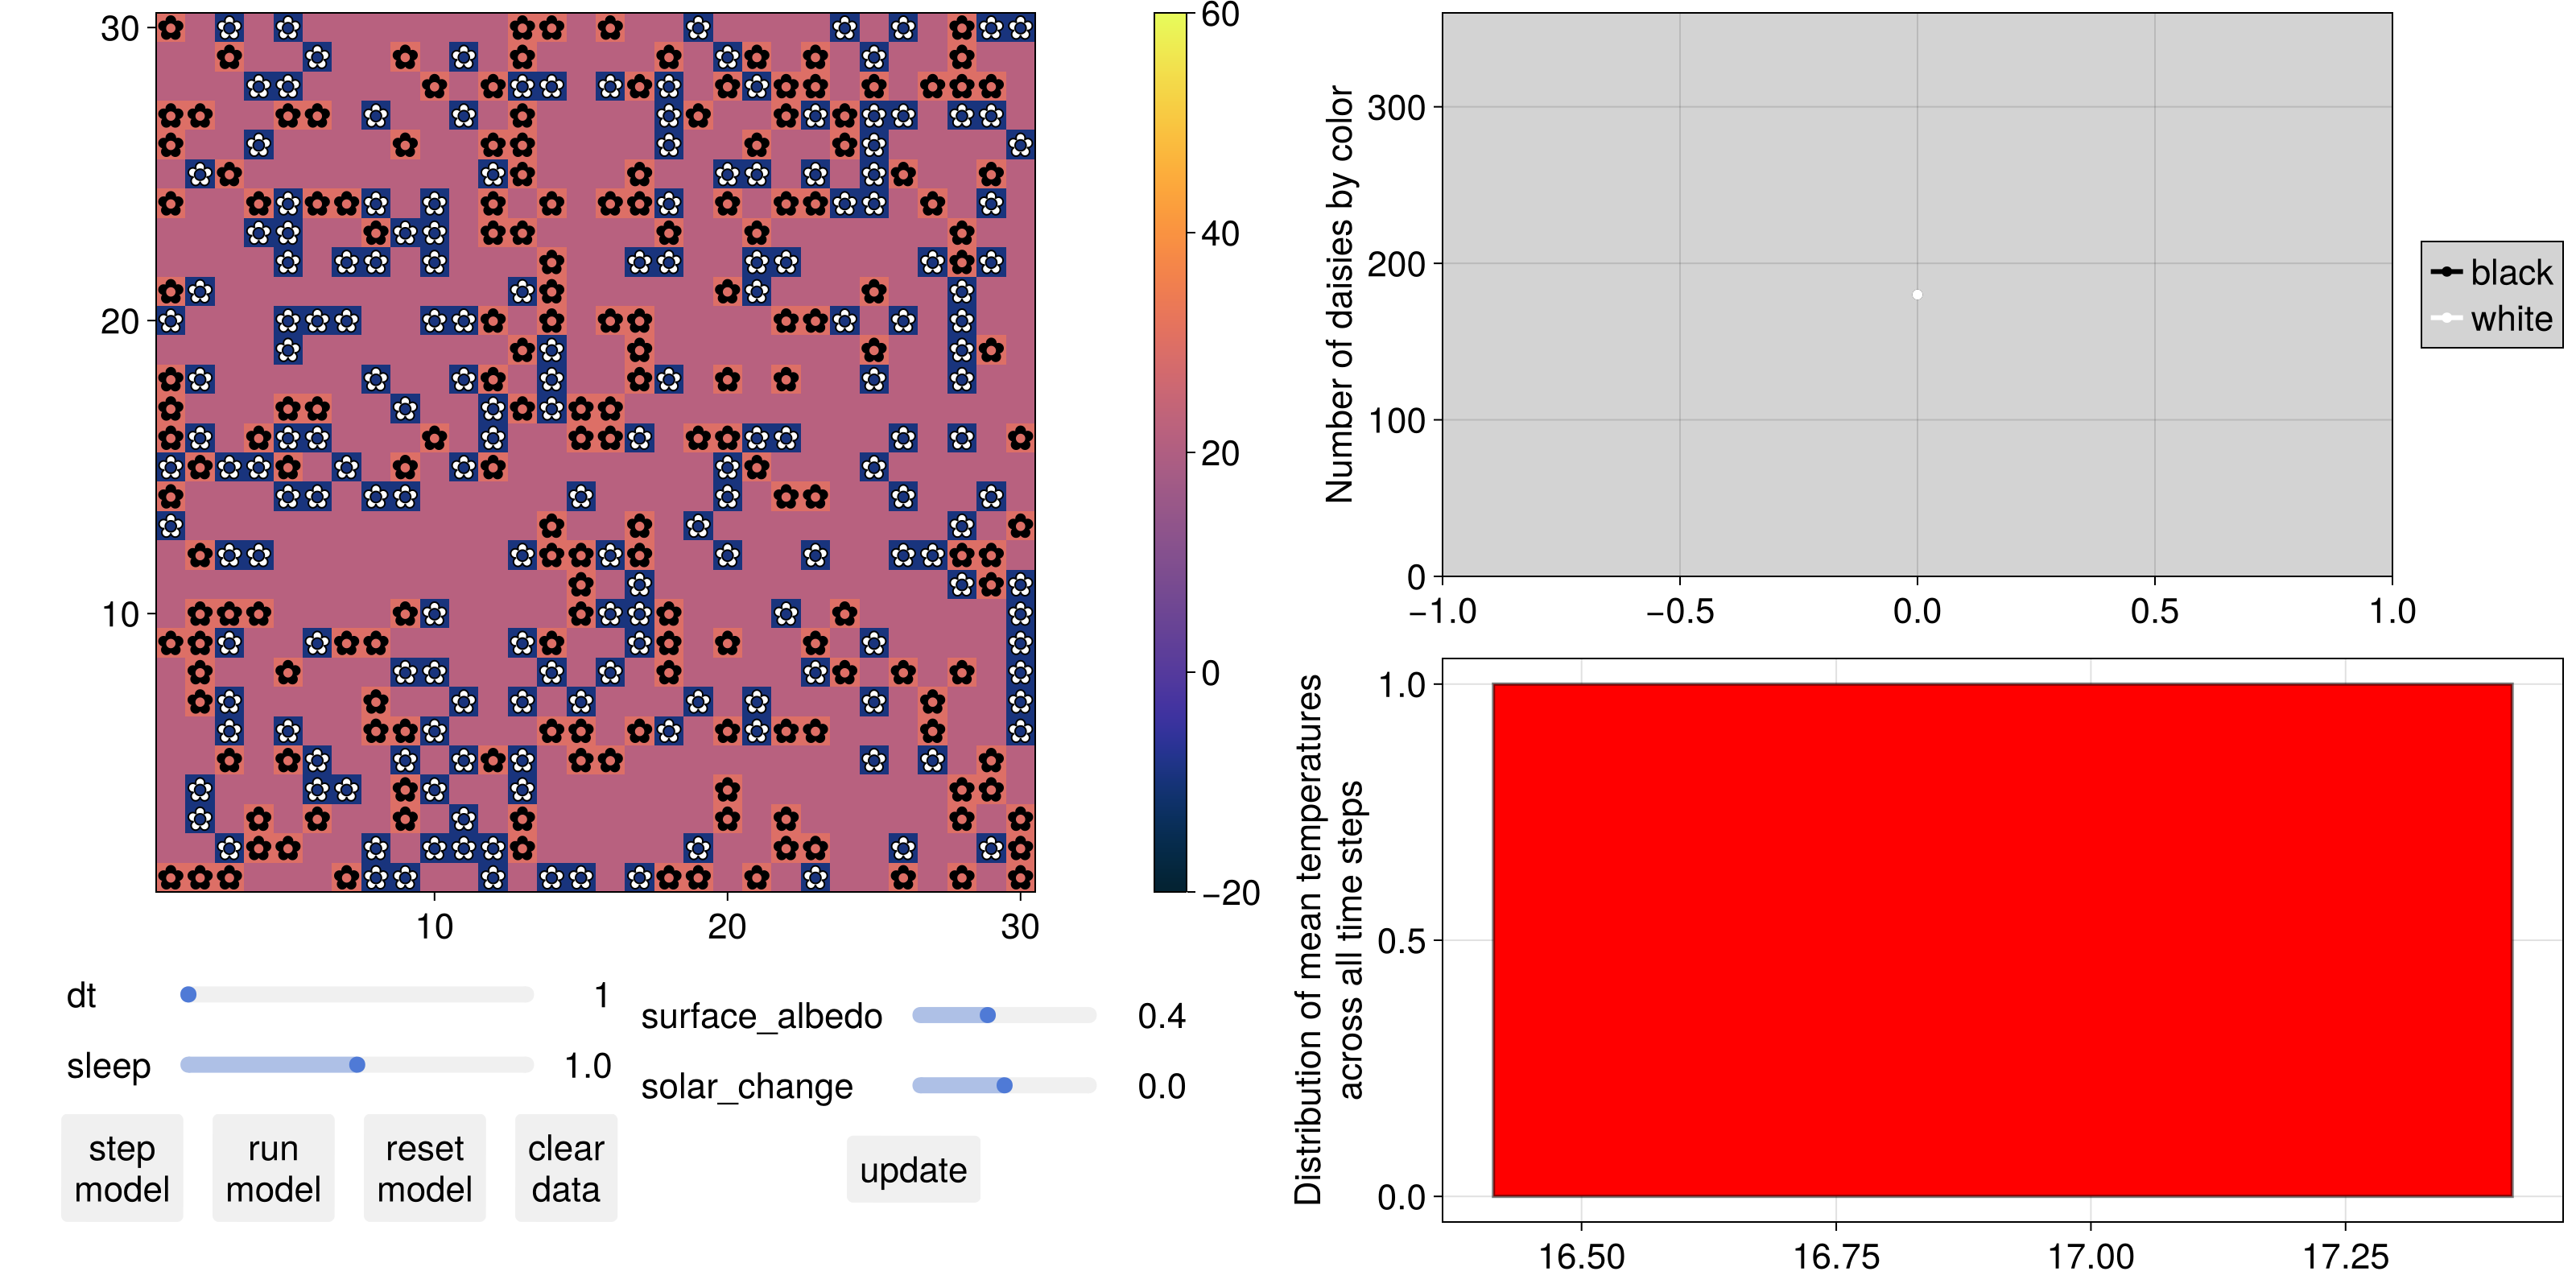 30
20
10
10
20
30
60
40
20
0
−20
dt
1
sleep
1.0
surface_albedo
0.4
solar_change
0.0
step
model
run
model
reset
model
clear
data
update
Number of daisies by color
300
200
100
0
−1.0
−0.5
0.0
0.5
1.0
black
white
Distribution of mean temperatures
across all time steps
1.0
0.5
0.0
16.50
16.75
17.00
17.25